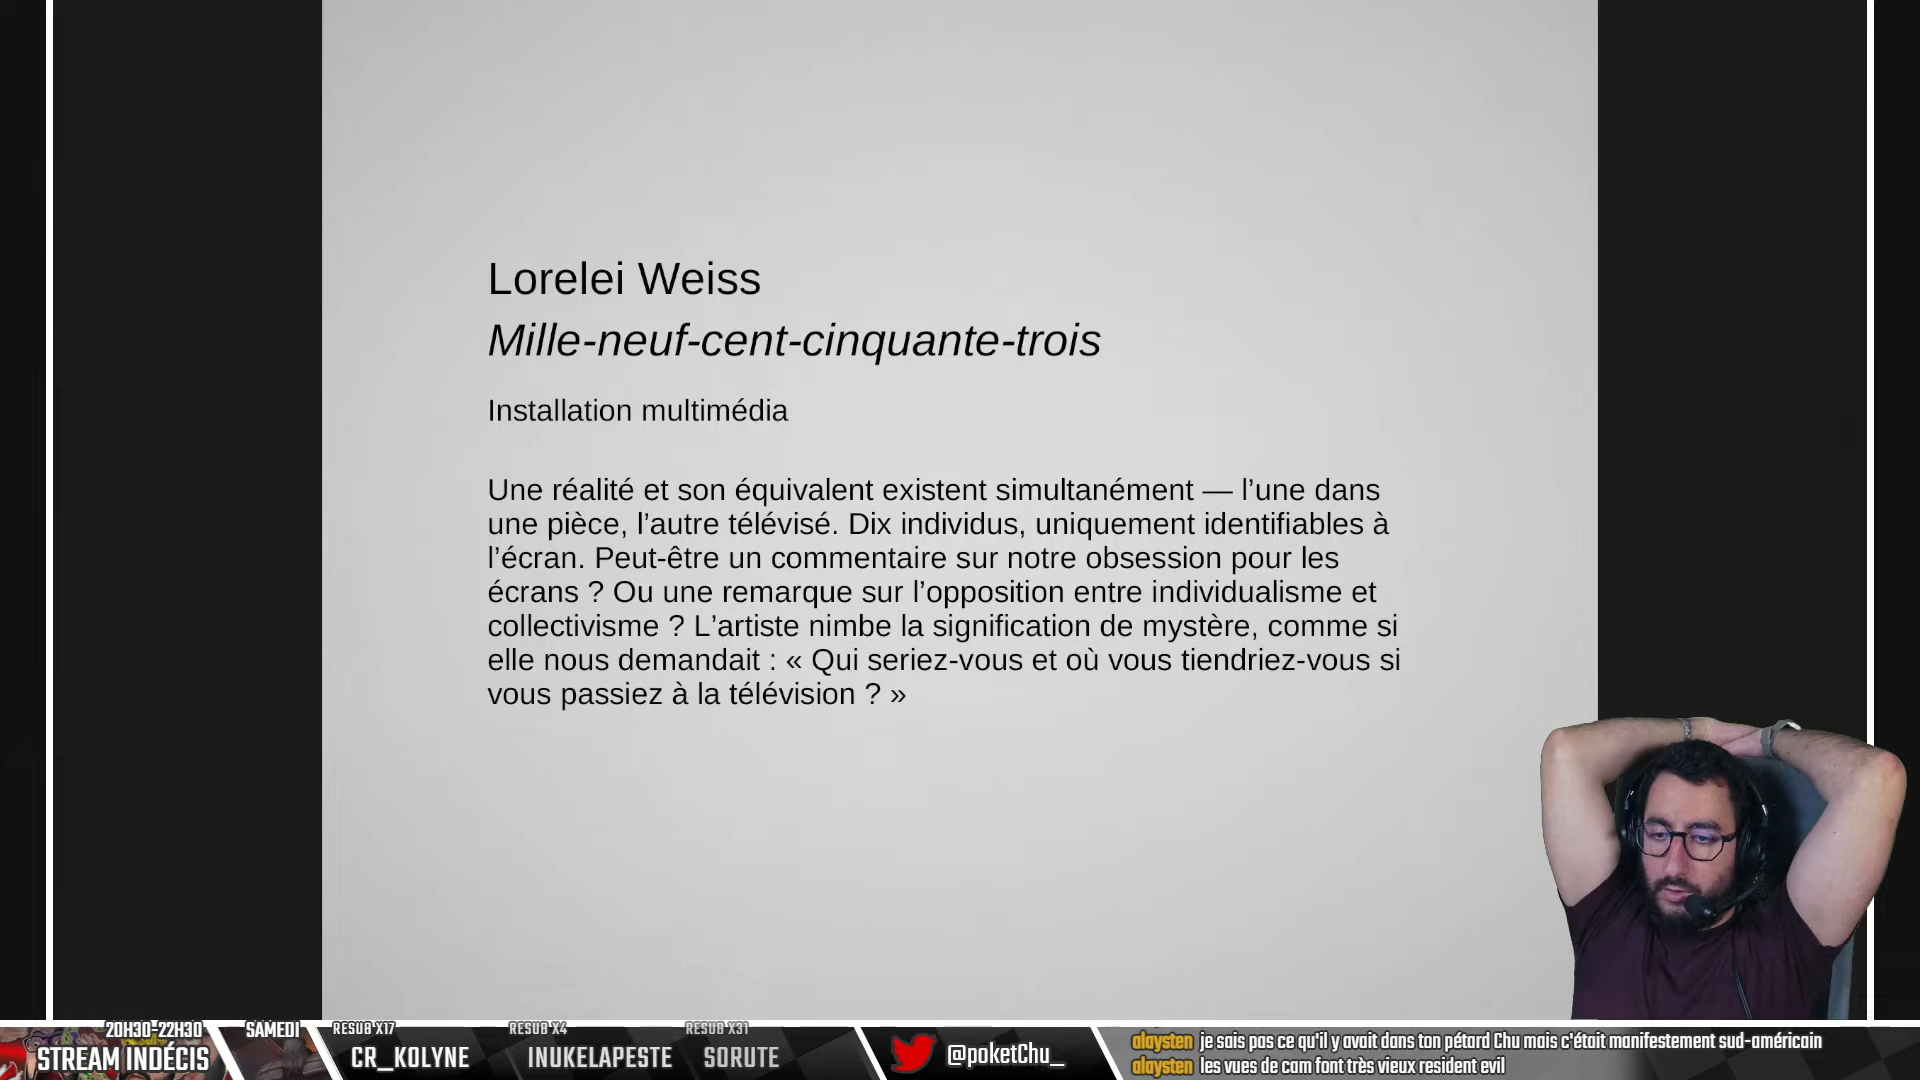 Lorelei Weiss
Mille-neuf-cent-cinquante-trois
Installation multimédia
Une réalité et son équivalent existent simultanément — l’une dans
une pièce, l’autre télévisé. Dix individus, uniquement identifiables à
l’écran. Peut-être un commentaire sur notre obsession pour les
écrans ? Ou une remarque sur l’opposition entre individualisme et
collectivisme ? L’artiste nimbe la signification de mystère, comme si
elle nous demandait : « Qui seriez-vous et où vous tiendriez-vous si
vous passiez à la télévision ? »
20H30-22H30
STREAM INDÉCIS
SAMEDI
RESUB X17
CR_KOLYNE
RESUB X4
INUKELAPESTE
RESUB X31
SORUTE
@poketChu_
alaysten je sais pas ce qu'il y avait dans ton pétard Chu mais c'était manifestement sud-américain
alaysten les vues de cam font très vieux resident evil